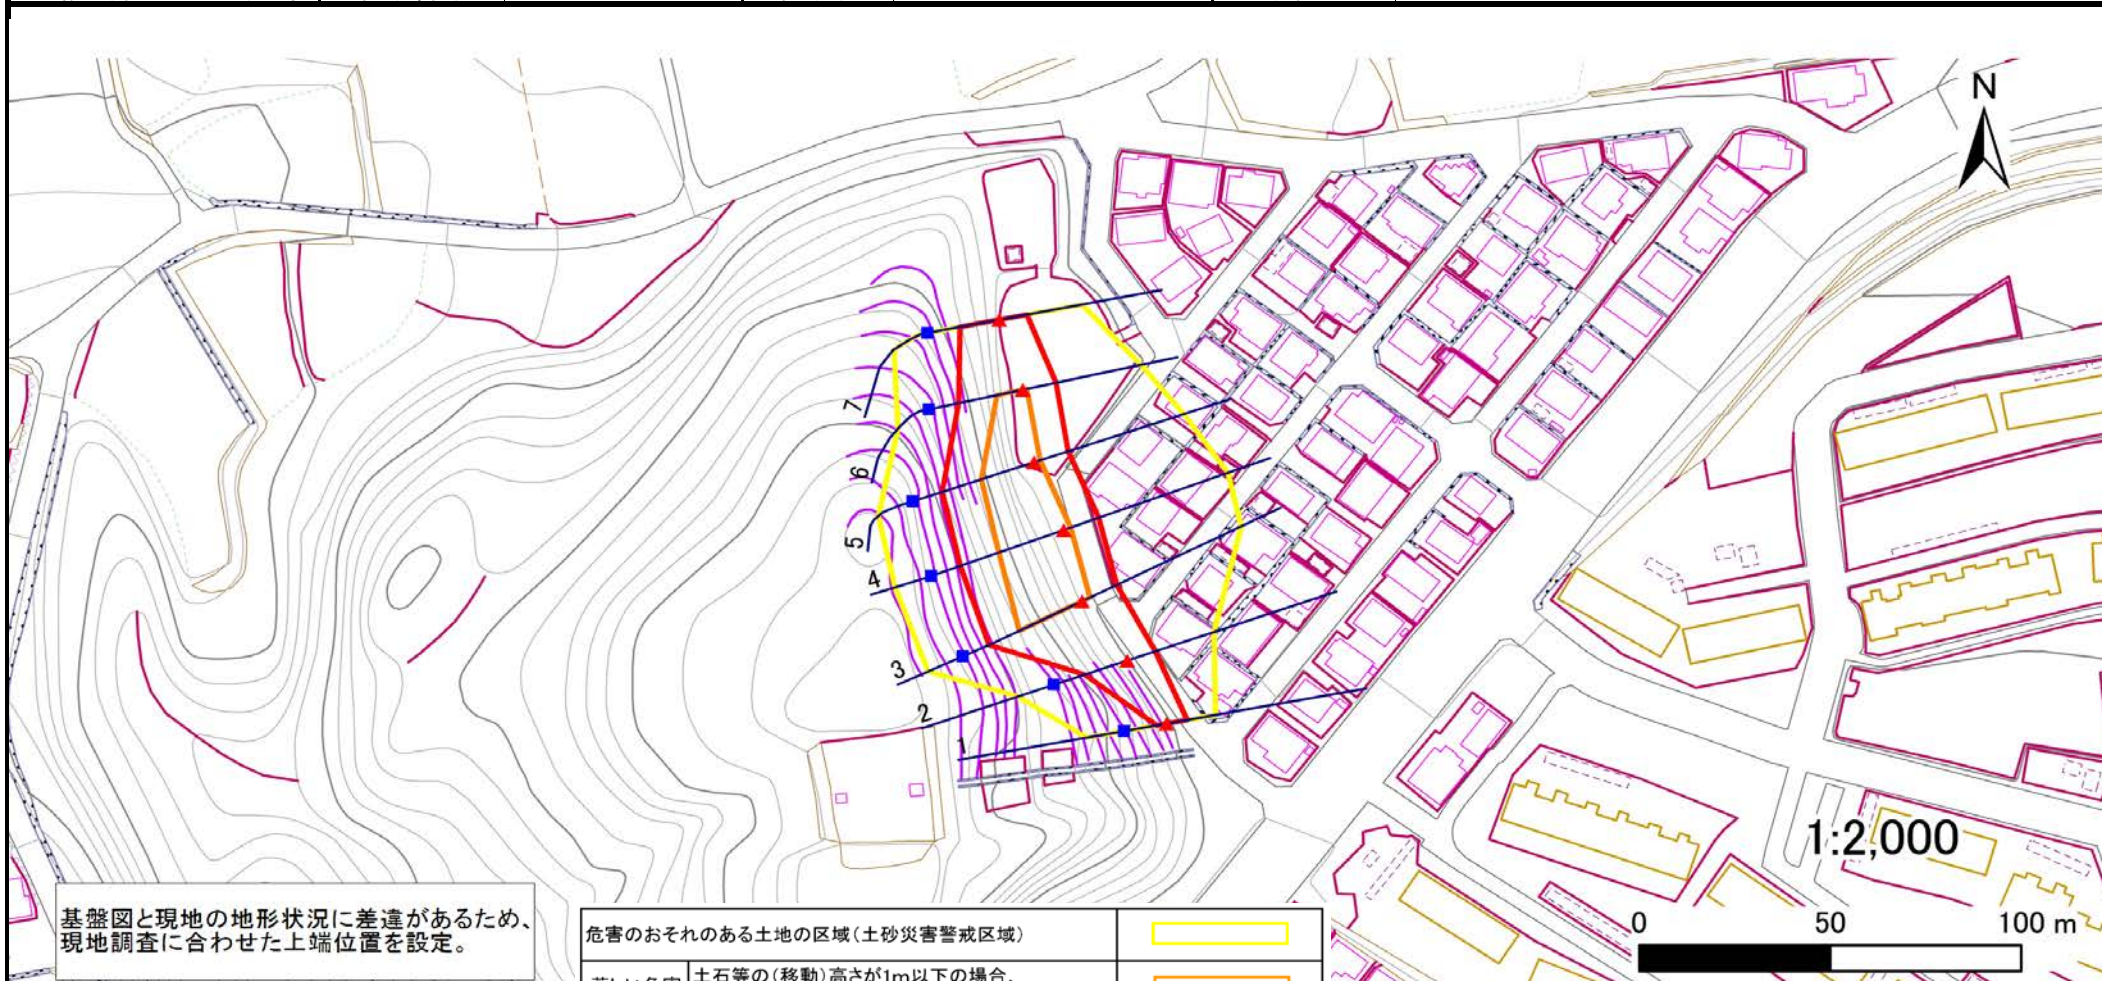 N
7
6
5
4
3
2
1
1:2,000
0 50 100 m
基盤図と現地の地形状況に差違があるため、
現地調査に合わせた上端位置を設定。
危害のおそれのある土地の区域(土砂災害警戒区域)
土石等の(移動)高さが1m以下の場合、